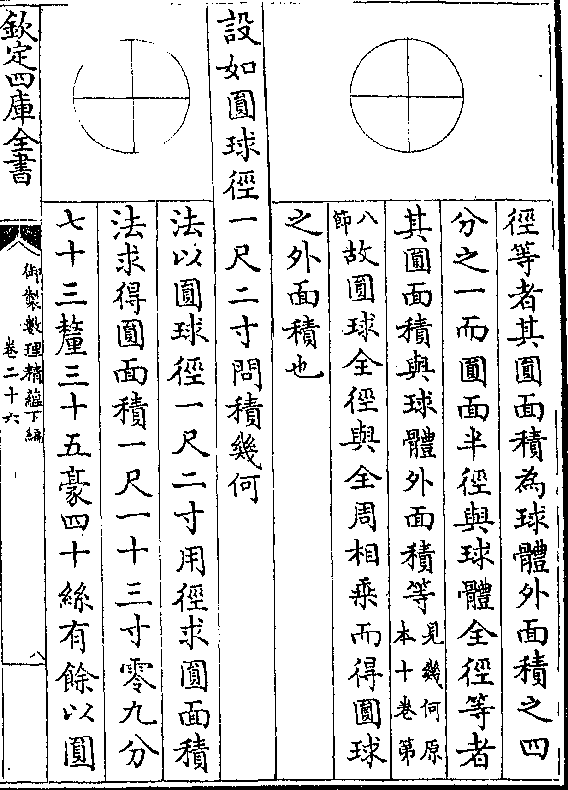 徑等者其圓面積為球體外面積之四
分之一而圓面半徑與球體全徑等者
其圓面積與球體外面積等見幾何原本十卷第
八節故圓球全徑與全周相乗而得圓球
之外面積也
設如圓球徑一尺二寸問積幾何
法以圓球徑一尺二寸用徑求圓面積
法求得圓面積一尺一十三寸零九分
七十三釐三十五豪四十絲有餘以圓
欽定四庫全書
御製數理精藴下編
卷二十六
八